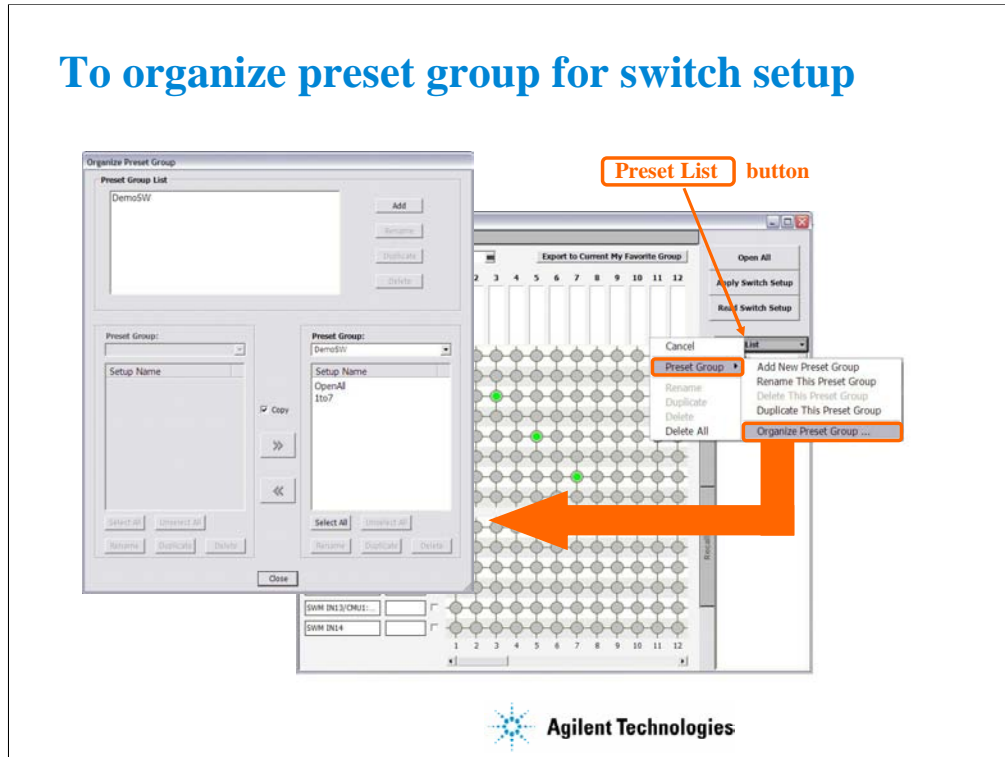 To organize preset group for switch setup
Preset List button
Organize Preset Group
Preset Group List
DemoSW
Add
Rename
Duplicate
Delete
Preset Group:
Setup Name
Copy
Select All Unselect All
Rename Duplicate Delete
Preset Group:
DemoSW
Setup Name
OpenAll
1to7
Select All Unselect All
Rename Duplicate Delete
Close
Export to Current My Favorite Group
2 3 4 5 6 7 8 9 10 11 12
Open All
Apply Switch Setup
Read Switch Setup
List
Cancel
Preset Group
Rename
Duplicate
Delete
Delete All
Add New Preset Group
Rename This Preset Group
Delete This Preset Group
Duplicate This Preset Group
Organize Preset Group ...
SWM IN13/CMU1:...
SWM IN14
1 2 3 4 5 6 7 8 9 10 11 12
Agilent Technologies